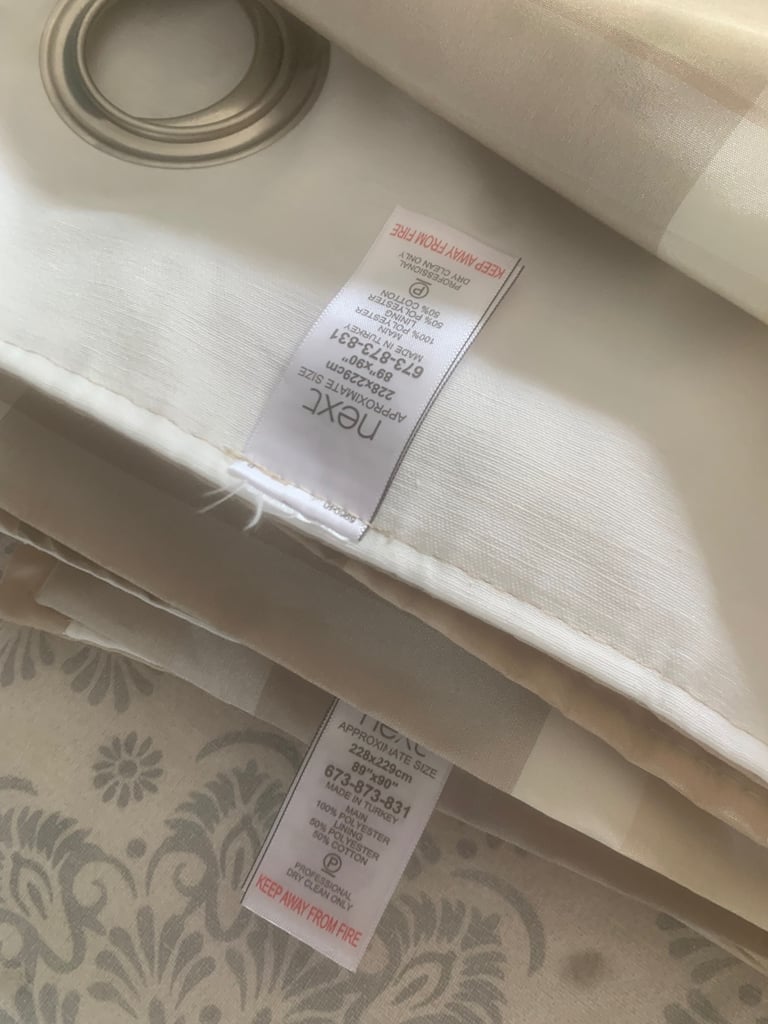 next
APPROXIMATE SIZE
228x229cm
89"x90"
673-873-831
MADE IN TURKEY
MAIN
100% POLYESTER
LINING
50% POLYESTER
50% COTTON
P
PROFESSIONAL
DRY CLEAN ONLY
KEEP AWAY FROM FIRE
next
APPROXIMATE SIZE
228x229cm
89"x90"
673-873-831
MADE IN TURKEY
MAIN
100% POLYESTER
LINING
50% POLYESTER
50% COTTON
P
PROFESSIONAL
DRY CLEAN ONLY
KEEP AWAY FROM FIRE